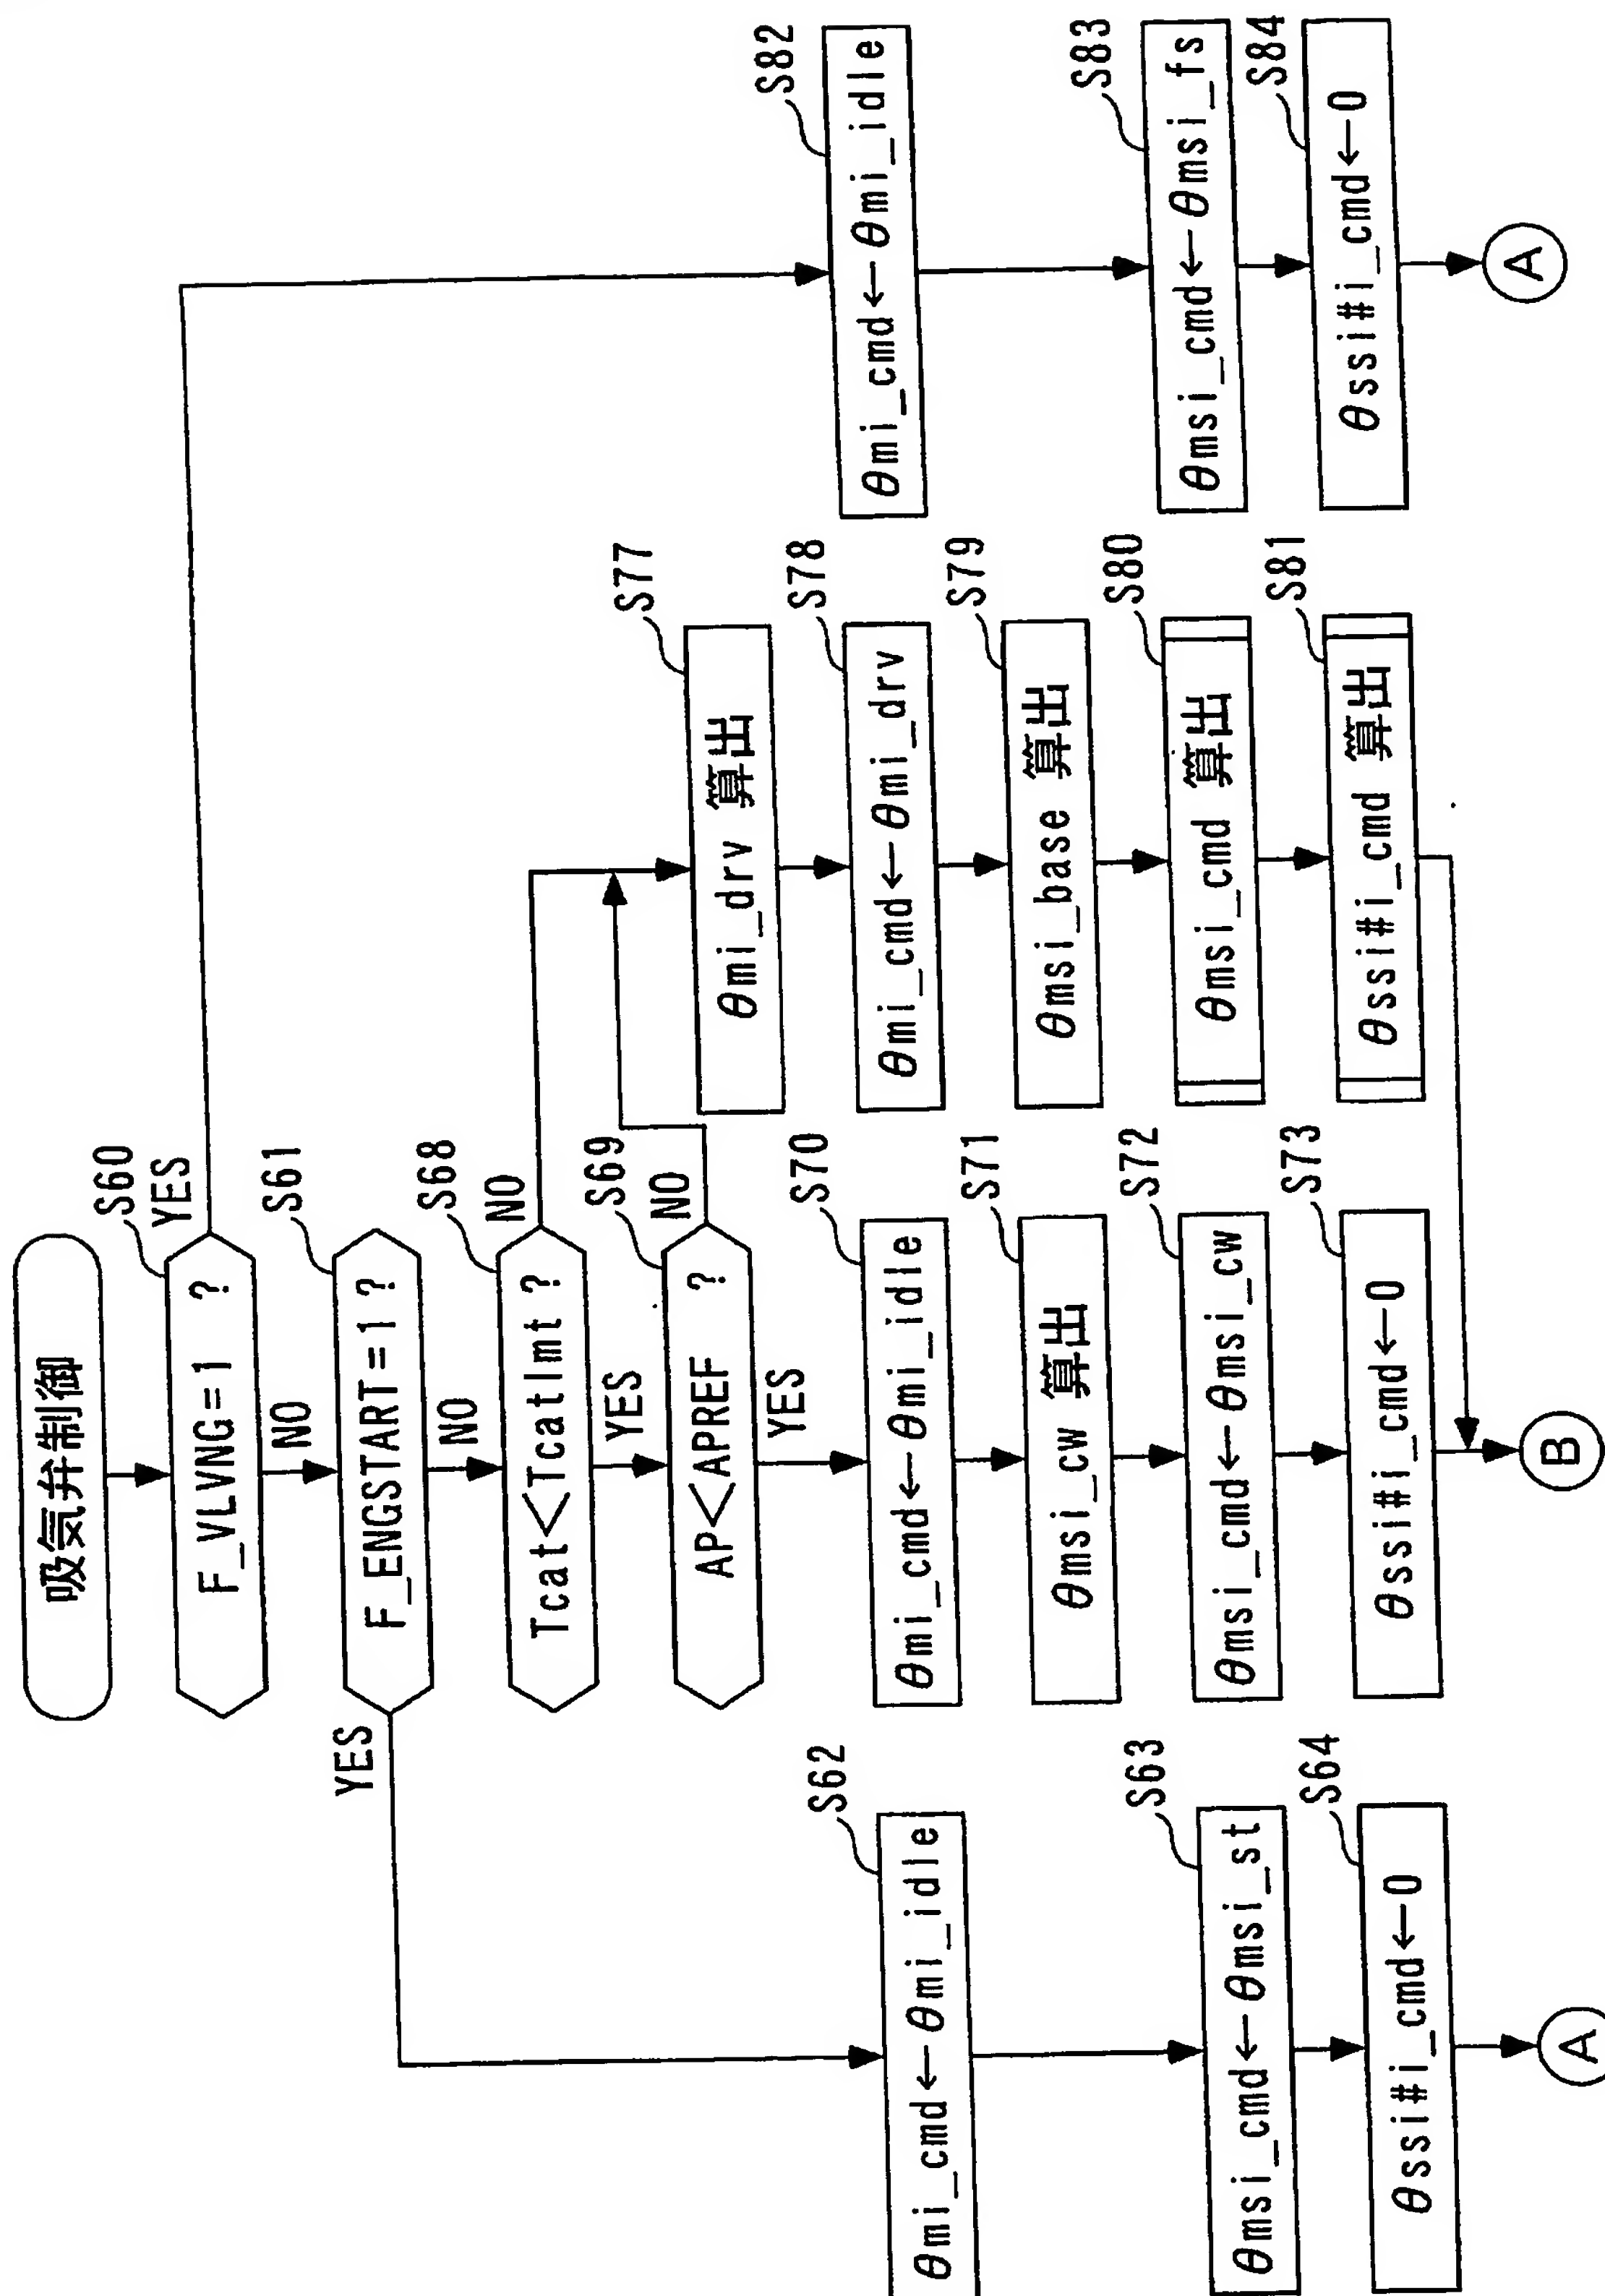 吸気弁制御
S60
F_VLVNG=1 ?
YES
NO
S61
F_ENGSTART=1 ?
YES
NO
S68
Tcat<Tcatlmt ?
NO
YES
S69
AP<APREF ?
NO
YES
S62
θmi_cmd←θmi_idle
S63
θmsi_cmd←θmsi_st
S64
θssi#i_cmd←0
A
S70
θmi_cmd←θmi_idle
S71
θmsi_cw 算出
S72
θmsi_cmd←θmsi_cw
S73
θssi#i_cmd←0
B
S77
θmi_drv 算出
S78
θmi_cmd←θmi_drv
S79
θmsi_base 算出
S80
θmsi_cmd 算出
S81
θssi#i_cmd 算出
S82
θmi_cmd←θmi_idle
S83
θmsi_cmd←θmsi_fs
S84
θssi#i_cmd←0
A